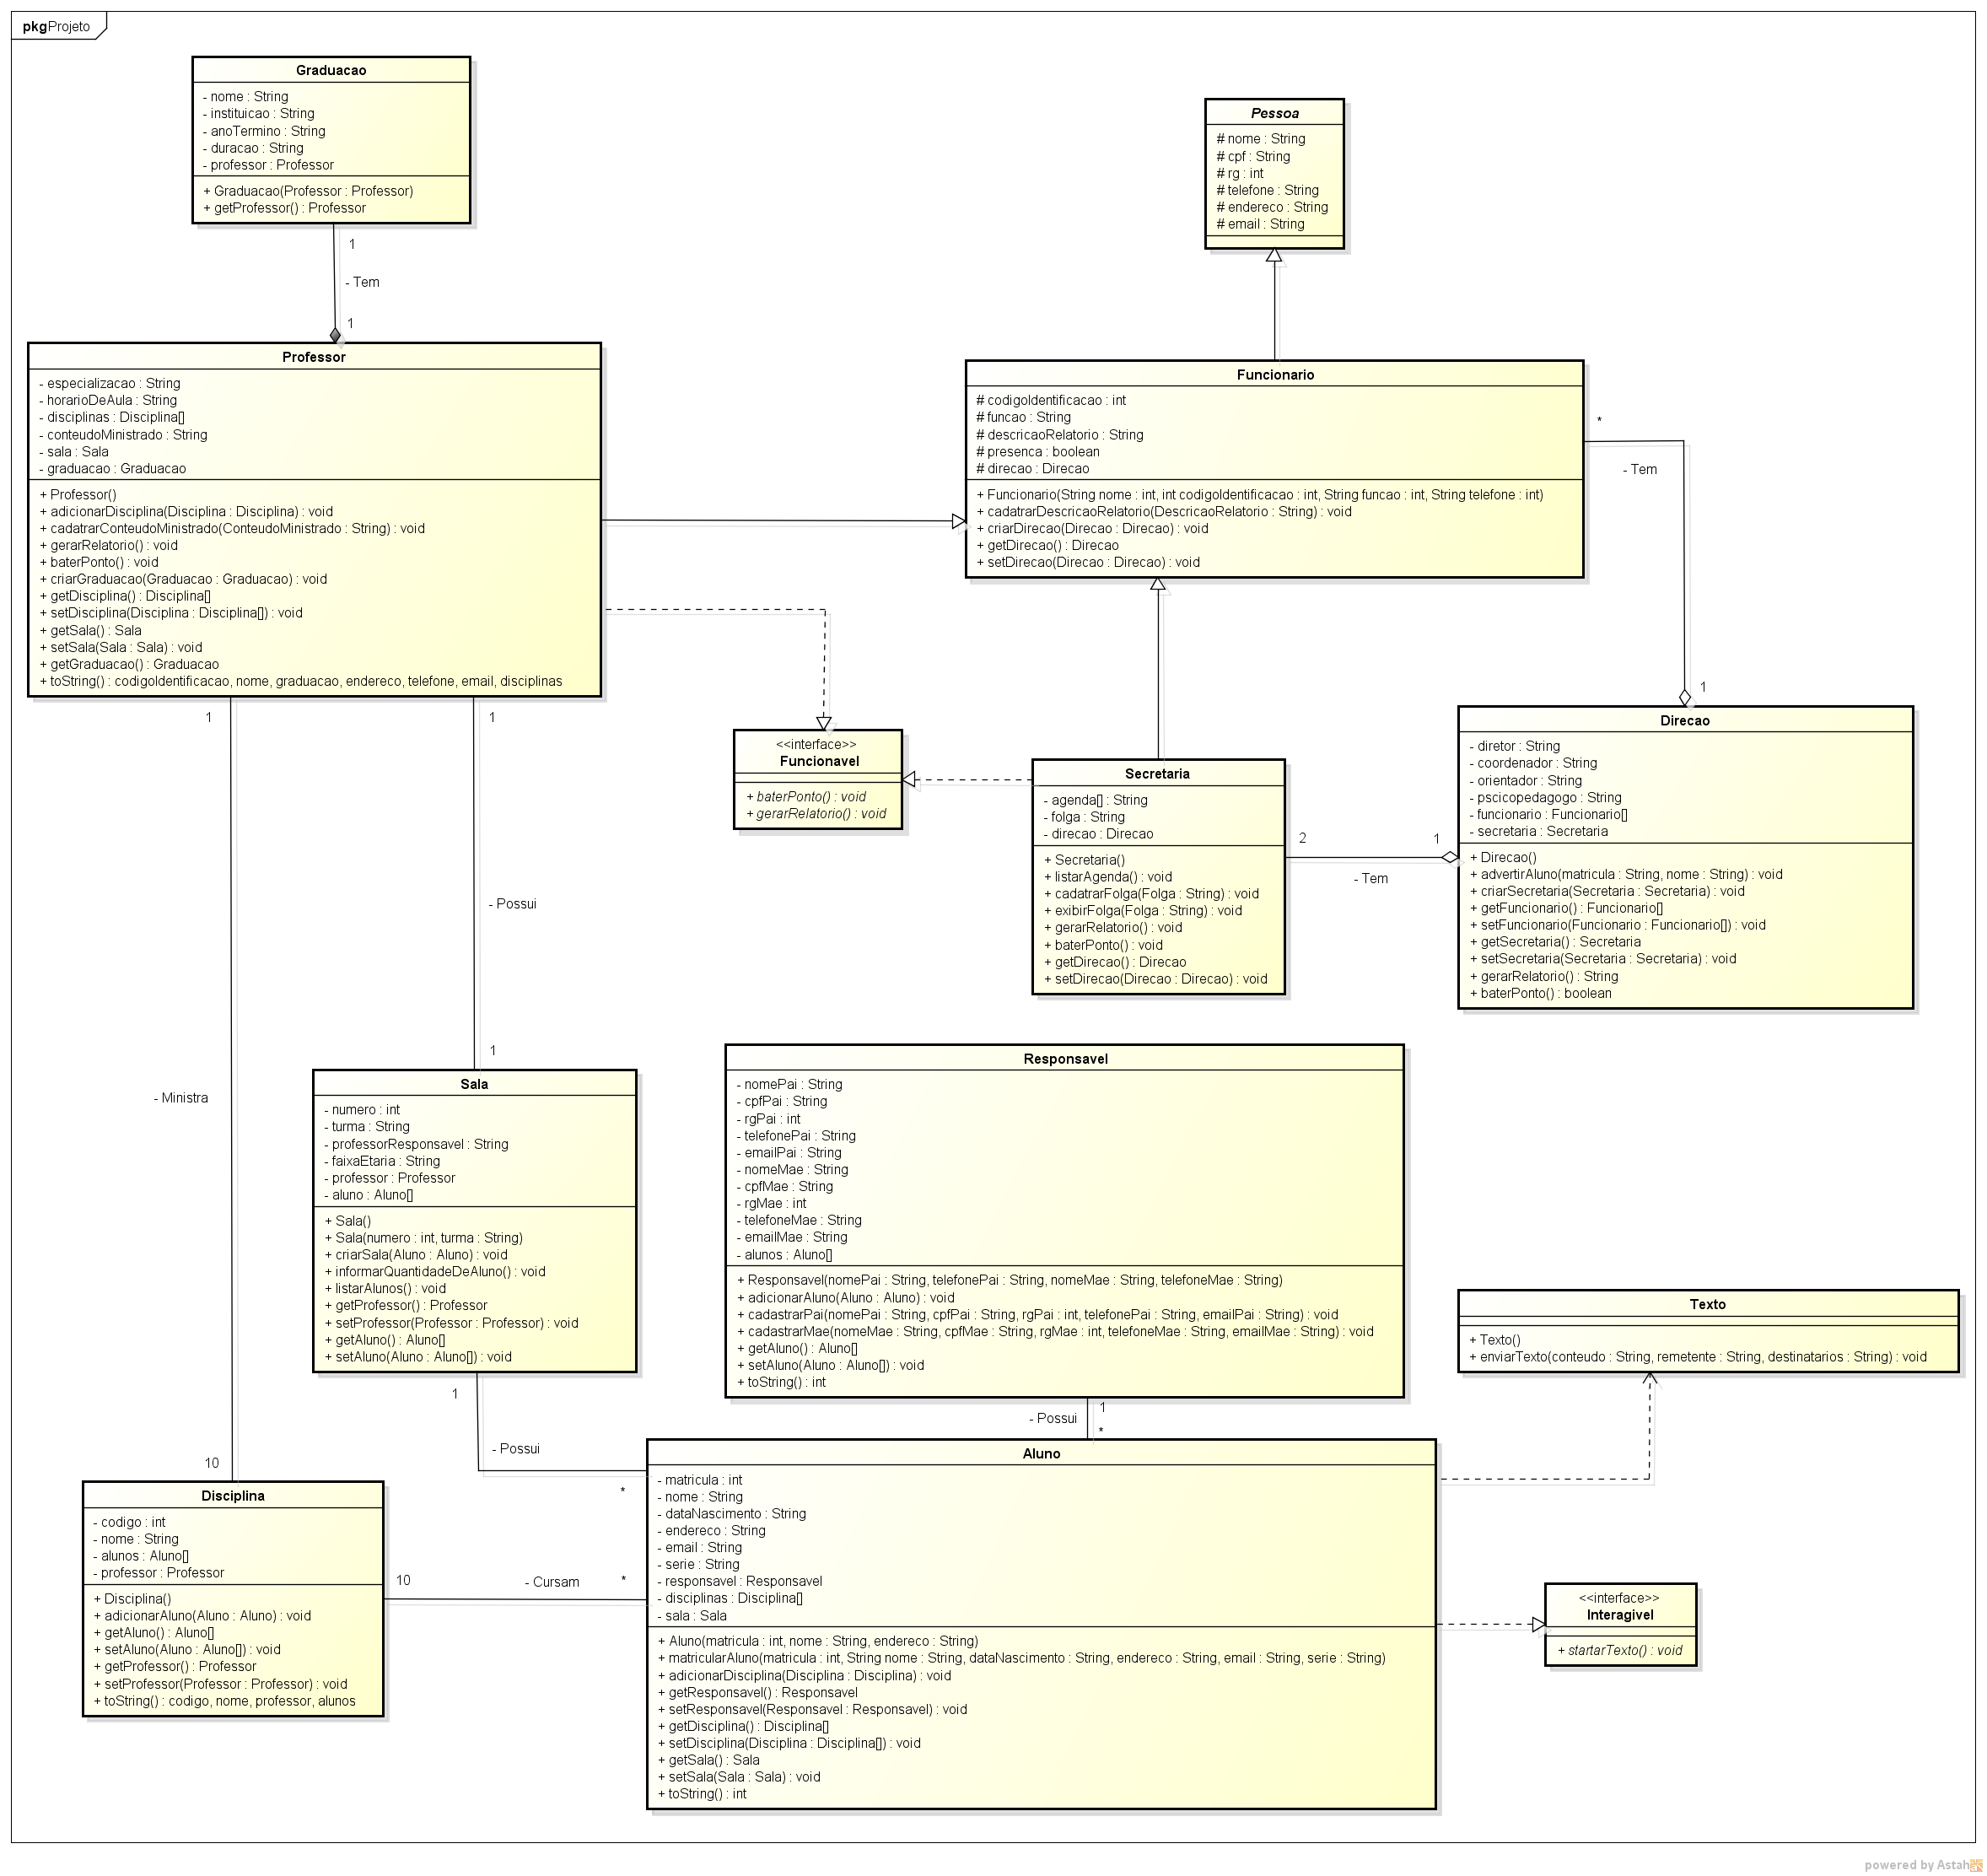 pkg Projeto
Graduacao
- nome : String
- instituicao : String
- anoTermino : String
- duracao : String
- professor : Professor
+ Graduacao(Professor : Professor)
+ getProfessor() : Professor
1
- Tem
1
Pessoa
# nome : String
# cpf : String
# rg : int
# telefone : String
# endereco : String
# email : String
Professor
- especializacao : String
- horarioDeAula : String
- disciplinas : Disciplina[]
- conteudoMinistrado : String
- sala : Sala
- graduacao : Graduacao
+ Professor()
+ adicionarDisciplina(Disciplina : Disciplina) : void
+ cadatrarConteudoMinistrado(ConteudoMinistrado : String) : void
+ gerarRelatorio() : void
+ baterPonto() : void
+ criarGraduacao(Graduacao : Graduacao) : void
+ getDisciplina() : Disciplina[]
+ setDisciplina(Disciplina : Disciplina[]) : void
+ getSala() : Sala
+ setSala(Sala : Sala) : void
+ getGraduacao() : Graduacao
+ toString() : codigoIdentificacao, nome, graduacao, endereco, telefone, email, disciplinas
Funcionario
# codigoIdentificacao : int
# funcao : String
# descricaoRelatorio : String
# presenca : boolean
# direcao : Direcao
+ Funcionario(String nome : int, int codigoIdentificacao : int, String funcao : int, String telefone : int)
+ cadatrarDescricaoRelatorio(DescricaoRelatorio : String) : void
+ criarDirecao(Direcao : Direcao) : void
+ getDirecao() : Direcao
+ setDirecao(Direcao : Direcao) : void
*
- Tem
1
<<interface>>
Funcionavel
+ baterPonto() : void
+ gerarRelatorio() : void
Secretaria
- agenda[] : String
- folga : String
- direcao : Direcao
+ Secretaria()
+ listarAgenda() : void
+ cadatrarFolga(Folga : String) : void
+ exibirFolga(Folga : String) : void
+ gerarRelatorio() : void
+ baterPonto() : void
+ getDirecao() : Direcao
+ setDirecao(Direcao : Direcao) : void
2
1
- Tem
Direcao
- diretor : String
- coordenador : String
- orientador : String
- pscicopedagogo : String
- funcionario : Funcionario[]
- secretaria : Secretaria
+ Direcao()
+ advertirAluno(matricula : String, nome : String) : void
+ criarSecretaria(Secretaria : Secretaria) : void
+ getFuncionario() : Funcionario[]
+ setFuncionario(Funcionario : Funcionario[]) : void
+ getSecretaria() : Secretaria
+ setSecretaria(Secretaria : Secretaria) : void
+ gerarRelatorio() : String
+ baterPonto() : boolean
1
1
- Possui
1
- Ministra
10
Sala
- numero : int
- turma : String
- professorResponsavel : String
- faixaEtaria : String
- professor : Professor
- aluno : Aluno[]
+ Sala()
+ Sala(numero : int, turma : String)
+ criarSala(Aluno : Aluno) : void
+ informarQuantidadeDeAluno() : void
+ listarAlunos() : void
+ getProfessor() : Professor
+ setProfessor(Professor : Professor) : void
+ getAluno() : Aluno[]
+ setAluno(Aluno : Aluno[]) : void
1
- Possui
*
Responsavel
- nomePai : String
- cpfPai : String
- rgPai : int
- telefonePai : String
- emailPai : String
- nomeMae : String
- cpfMae : String
- rgMae : int
- telefoneMae : String
- emailMae : String
- alunos : Aluno[]
+ Responsavel(nomePai : String, telefonePai : String, nomeMae : String, telefoneMae : String)
+ adicionarAluno(Aluno : Aluno) : void
+ cadastrarPai(nomePai : String, cpfPai : String, rgPai : int, telefonePai : String, emailPai : String) : void
+ cadastrarMae(nomeMae : String, cpfMae : String, rgMae : int, telefoneMae : String, emailMae : String) : void
+ getAluno() : Aluno[]
+ setAluno(Aluno : Aluno[]) : void
+ toString() : int
1
- Possui
*
Texto
+ Texto()
+ enviarTexto(conteudo : String, remetente : String, destinatarios : String) : void
Disciplina
- codigo : int
- nome : String
- alunos : Aluno[]
- professor : Professor
+ Disciplina()
+ adicionarAluno(Aluno : Aluno) : void
+ getAluno() : Aluno[]
+ setAluno(Aluno : Aluno[]) : void
+ getProfessor() : Professor
+ setProfessor(Professor : Professor) : void
+ toString() : codigo, nome, professor, alunos
10
- Cursam
*
Aluno
- matricula : int
- nome : String
- dataNascimento : String
- endereco : String
- email : String
- serie : String
- responsavel : Responsavel
- disciplinas : Disciplina[]
- sala : Sala
+ Aluno(matricula : int, nome : String, endereco : String)
+ matricularAluno(matricula : int, String nome : String, dataNascimento : String, endereco : String, email : String, serie : String)
+ adicionarDisciplina(Disciplina : Disciplina) : void
+ getResponsavel() : Responsavel
+ setResponsavel(Responsavel : Responsavel) : void
+ getDisciplina() : Disciplina[]
+ setDisciplina(Disciplina : Disciplina[]) : void
+ getSala() : Sala
+ setSala(Sala : Sala) : void
+ toString() : int
<<interface>>
Interagivel
+ startarTexto() : void
powered by Astah